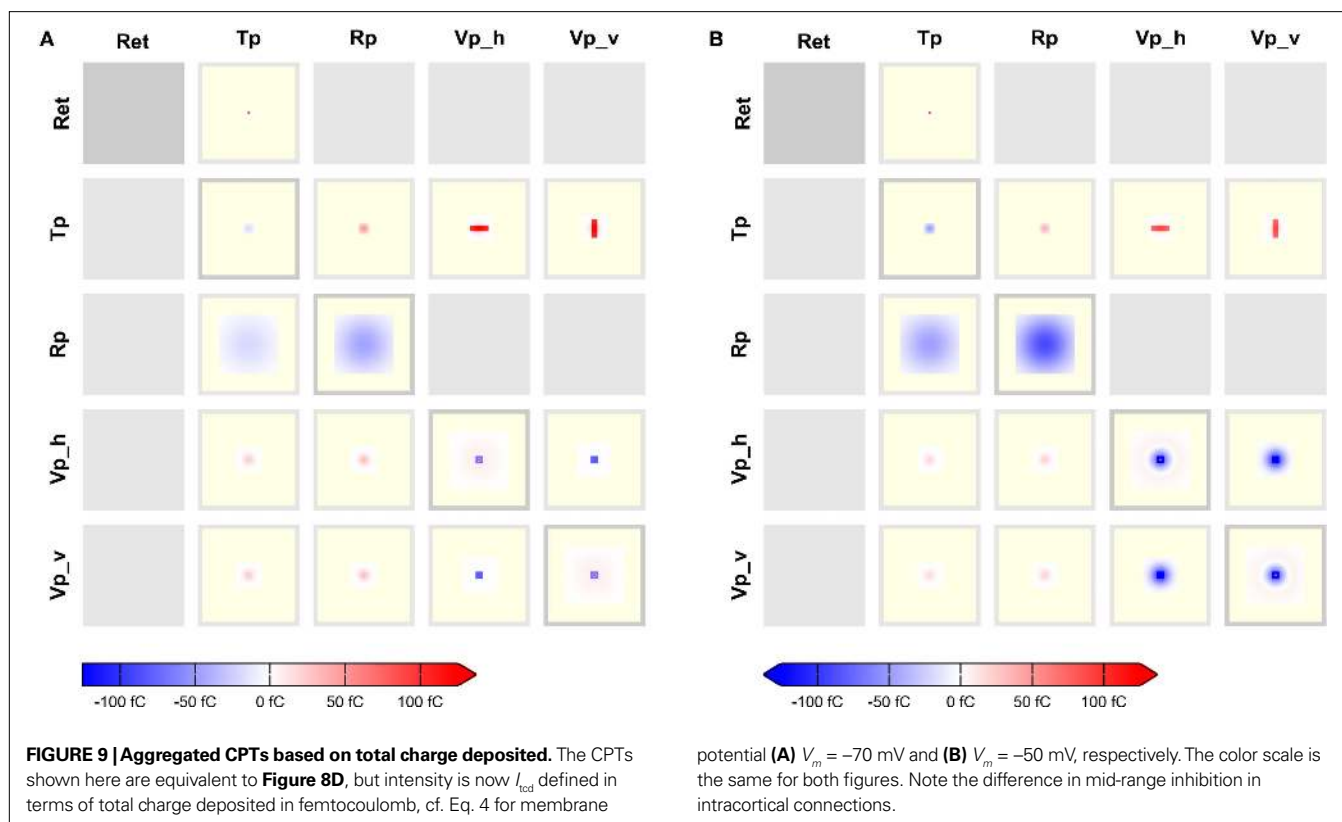 A
Ret Tp Rp Vp_h Vp_v
Ret
Tp
Rp
Vp_h
Vp_v
-100 fC -50 fC 0 fC 50 fC 100 fC
B
Ret Tp Rp Vp_h Vp_v
Ret
Tp
Rp
Vp_h
Vp_v
-100 fC -50 fC 0 fC 50 fC 100 fC
FIGURE 9 | Aggregated CPTs based on total charge deposited. The CPTs
shown here are equivalent to Figure 8D, but intensity is now I_tcd defined in
terms of total charge deposited in femtocoulomb, cf. Eq. 4 for membrane
potential (A) V_m = –70 mV and (B) V_m = –50 mV, respectively. The color scale is
the same for both figures. Note the difference in mid-range inhibition in
intracortical connections.